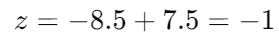 z = −8.5 + 7.5 = −1